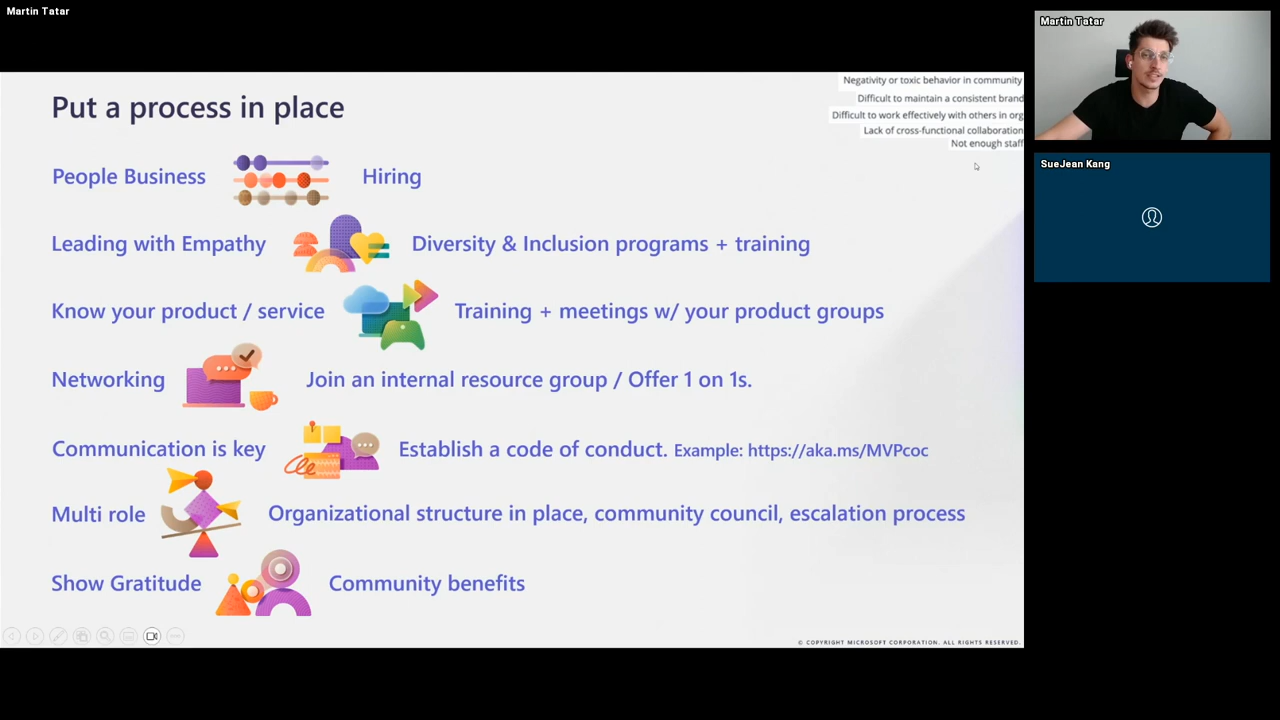 Martin Tatar
Martin Tatar
SueJean Kang
Negativity or toxic behavior in community
Difficult to maintain a consistent brand
Difficult to work effectively with others in org
Lack of cross-functional collaboration
Not enough staff
Put a process in place
People Business Hiring
Leading with Empathy Diversity & Inclusion programs + training
Know your product / service Training + meetings w/ your product groups
Networking Join an internal resource group / Offer 1 on 1s.
Communication is key Establish a code of conduct. Example: https://aka.ms/MVPcoc
Multi role Organizational structure in place, community council, escalation process
Show Gratitude Community benefits
© COPYRIGHT MICROSOFT CORPORATION. ALL RIGHTS RESERVED.